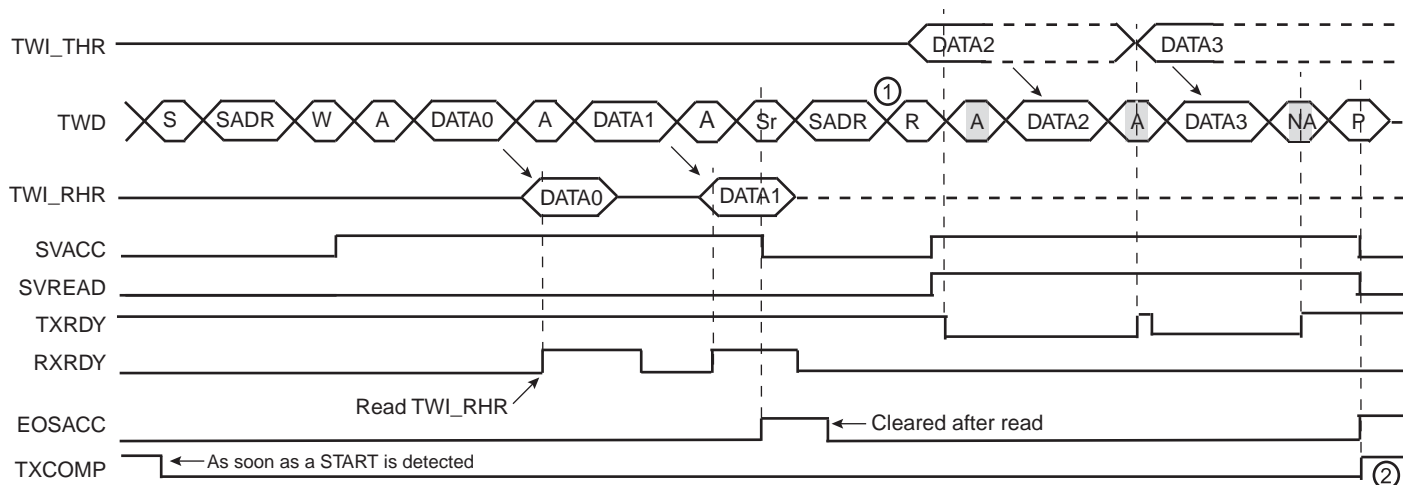 TWI_THR DATA2 DATA3
①
TWD S SADR W A DATA0 A DATA1 A Sr SADR R A DATA2 A DATA3 NA P
TWI_RHR DATA0 DATA1
SVACC
SVREAD
TXRDY
RXRDY
Read TWI_RHR
EOSACC Cleared after read
TXCOMP As soon as a START is detected ②